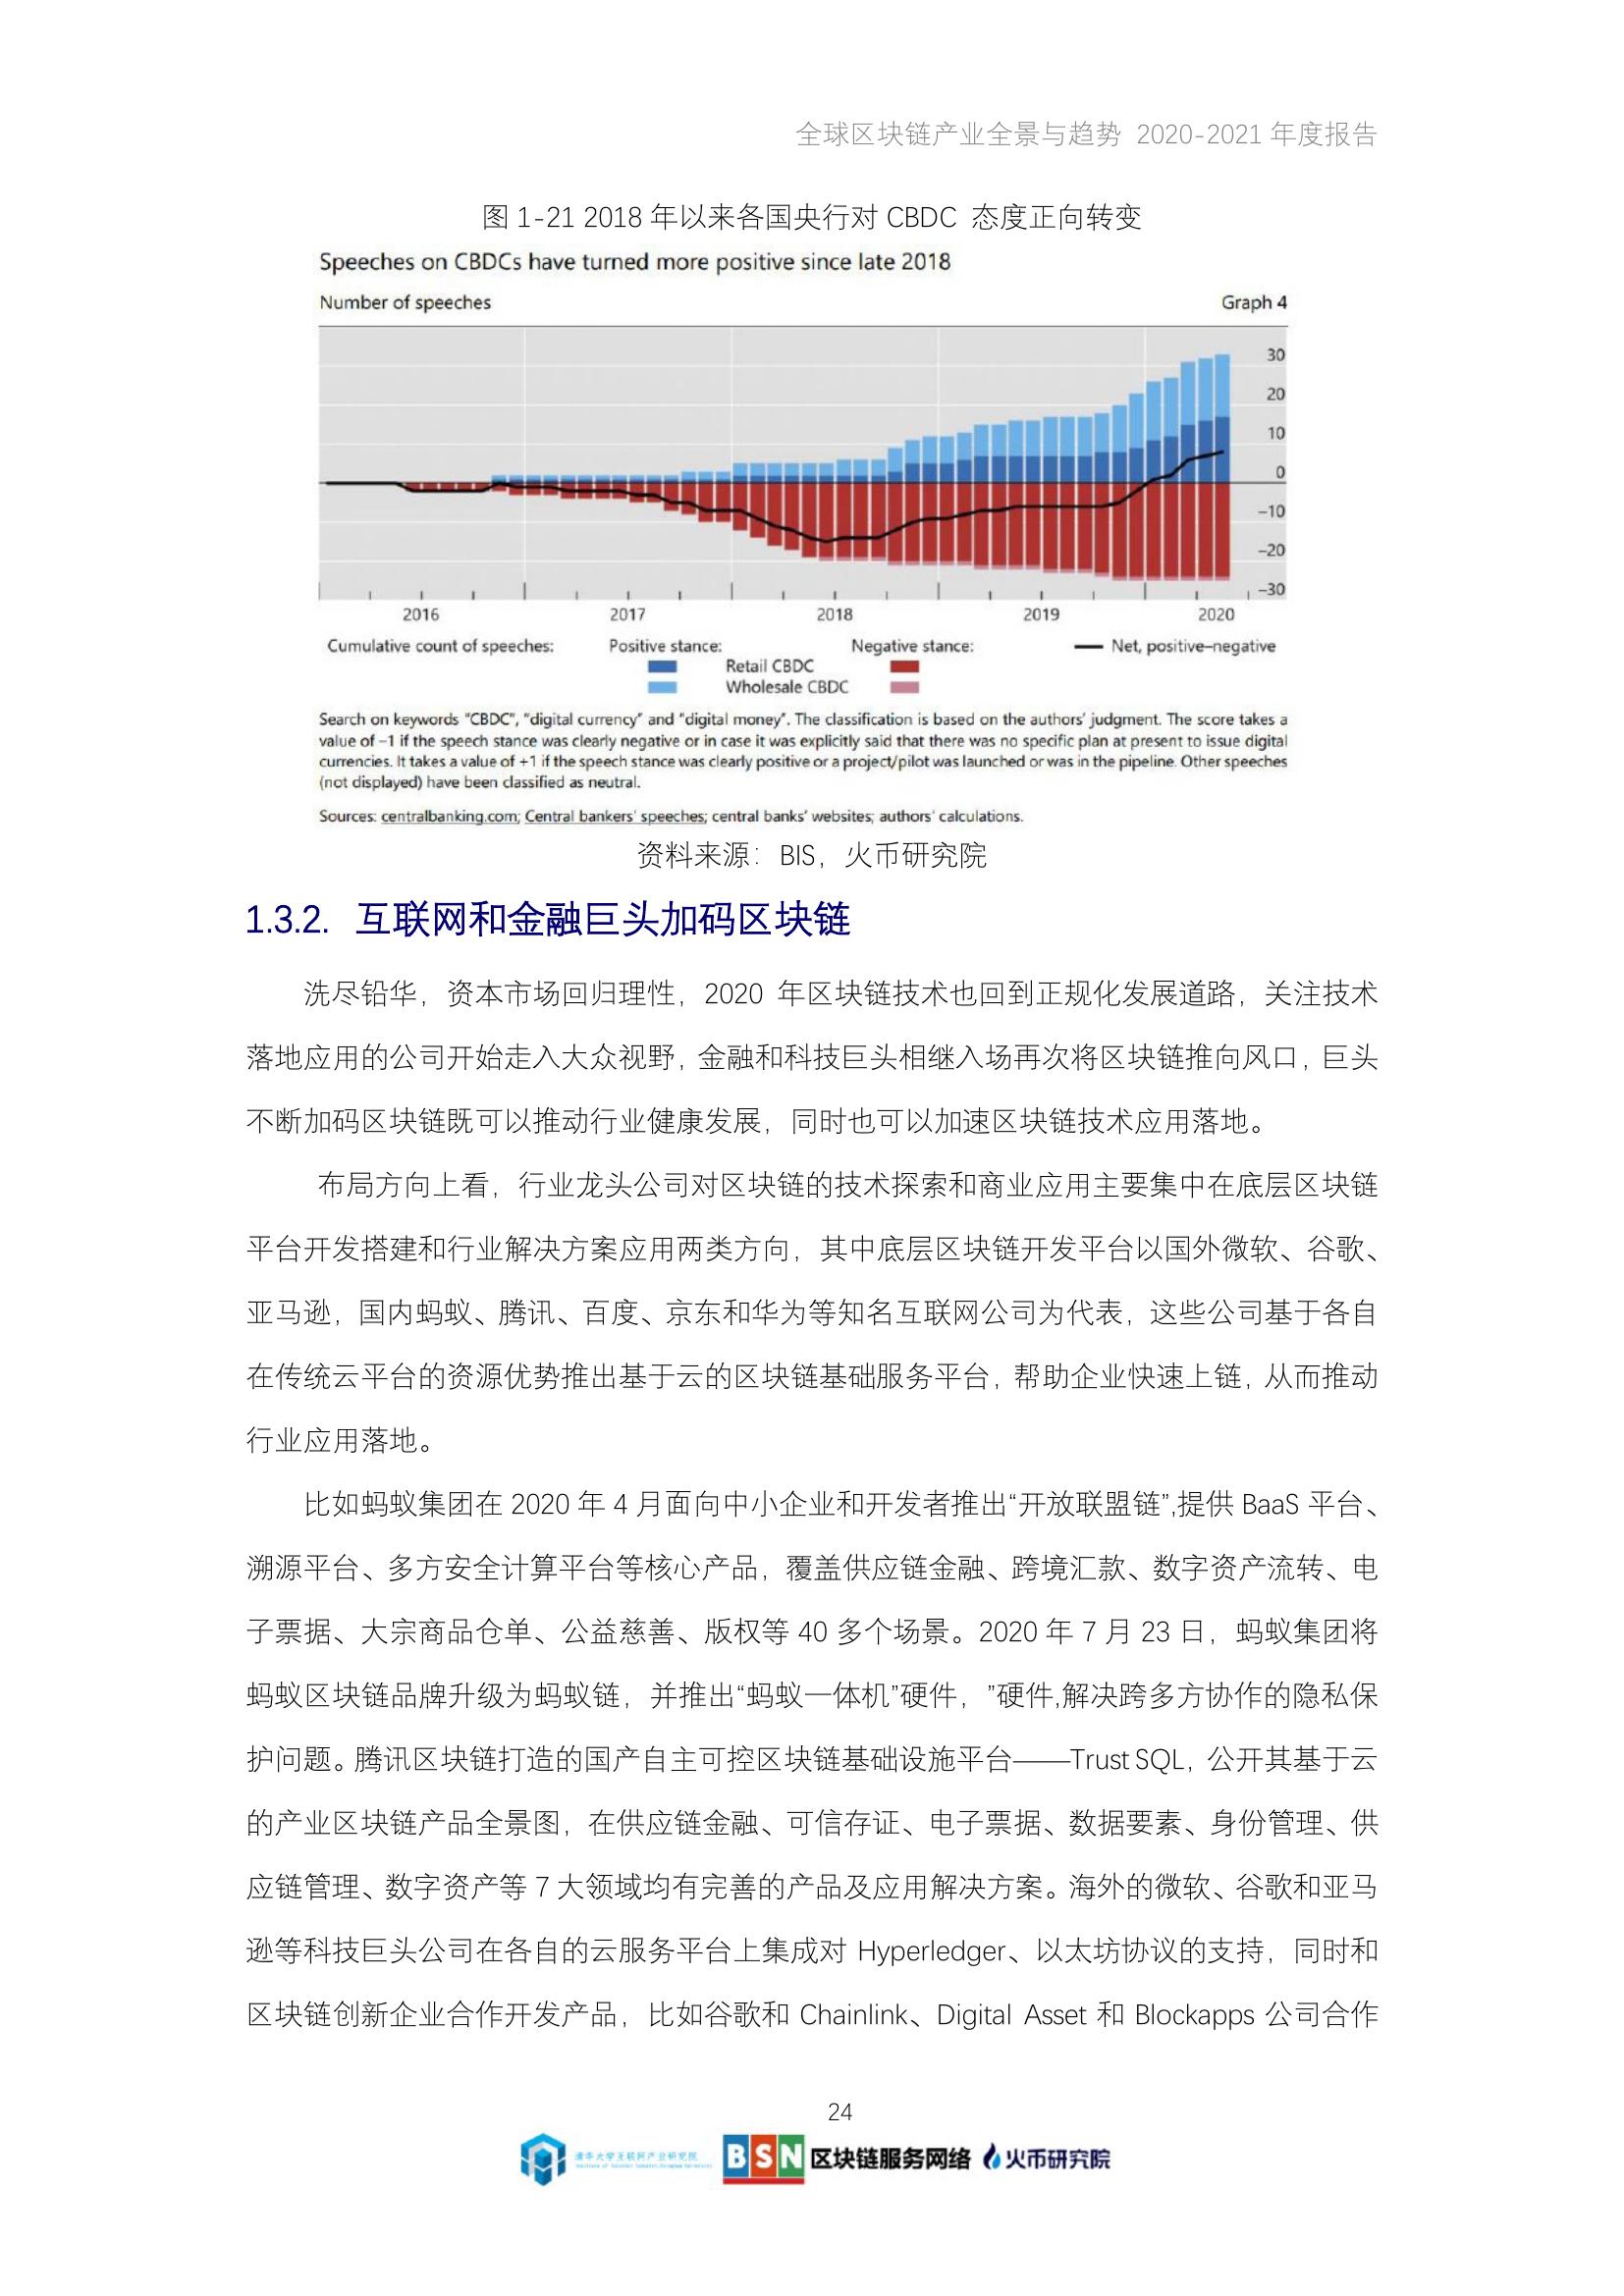 全球区块链产业全景与趋势 2020-2021 年度报告
图 1-21 2018 年以来各国央行对 CBDC 态度正向转变
Speeches on CBDCs have turned more positive since late 2018
Number of speeches Graph 4
30
20
10
0
–10
–20
–30
2016 2017 2018 2019 2020
Cumulative count of speeches: Positive stance: Negative stance: Net, positive–negative
Retail CBDC
Wholesale CBDC
Search on keywords "CBDC", "digital currency" and "digital money". The classification is based on the authors' judgment. The score takes a
value of –1 if the speech stance was clearly negative or in case it was explicitly said that there was no specific plan at present to issue digital
currencies. It takes a value of +1 if the speech stance was clearly positive or a project/pilot was launched or was in the pipeline. Other speeches
(not displayed) have been classified as neutral.
Sources: centralbanking.com; Central bankers' speeches; central banks' websites; authors' calculations.
资料来源：BIS，火币研究院
1.3.2. 互联网和金融巨头加码区块链
洗尽铅华，资本市场回归理性，2020 年区块链技术也回到正规化发展道路，关注技术
落地应用的公司开始走入大众视野，金融和科技巨头相继入场再次将区块链推向风口，巨头
不断加码区块链既可以推动行业健康发展，同时也可以加速区块链技术应用落地。
布局方向上看，行业龙头公司对区块链的技术探索和商业应用主要集中在底层区块链
平台开发搭建和行业解决方案应用两类方向，其中底层区块链开发平台以国外微软、谷歌、
亚马逊，国内蚂蚁、腾讯、百度、京东和华为等知名互联网公司为代表，这些公司基于各自
在传统云平台的资源优势推出基于云的区块链基础服务平台，帮助企业快速上链，从而推动
行业应用落地。
比如蚂蚁集团在 2020 年 4 月面向中小企业和开发者推出“开放联盟链”,提供 BaaS 平台、
溯源平台、多方安全计算平台等核心产品，覆盖供应链金融、跨境汇款、数字资产流转、电
子票据、大宗商品仓单、公益慈善、版权等 40 多个场景。2020 年 7 月 23 日，蚂蚁集团将
蚂蚁区块链品牌升级为蚂蚁链，并推出“蚂蚁一体机”硬件，”硬件,解决跨多方协作的隐私保
护问题。腾讯区块链打造的国产自主可控区块链基础设施平台——Trust SQL，公开其基于云
的产业区块链产品全景图，在供应链金融、可信存证、电子票据、数据要素、身份管理、供
应链管理、数字资产等 7 大领域均有完善的产品及应用解决方案。海外的微软、谷歌和亚马
逊等科技巨头公司在各自的云服务平台上集成对 Hyperledger、以太坊协议的支持，同时和
区块链创新企业合作开发产品，比如谷歌和 Chainlink、Digital Asset 和 Blockapps 公司合作
24
清华大学互联网产业研究院
BSN 区块链服务网络 火币研究院